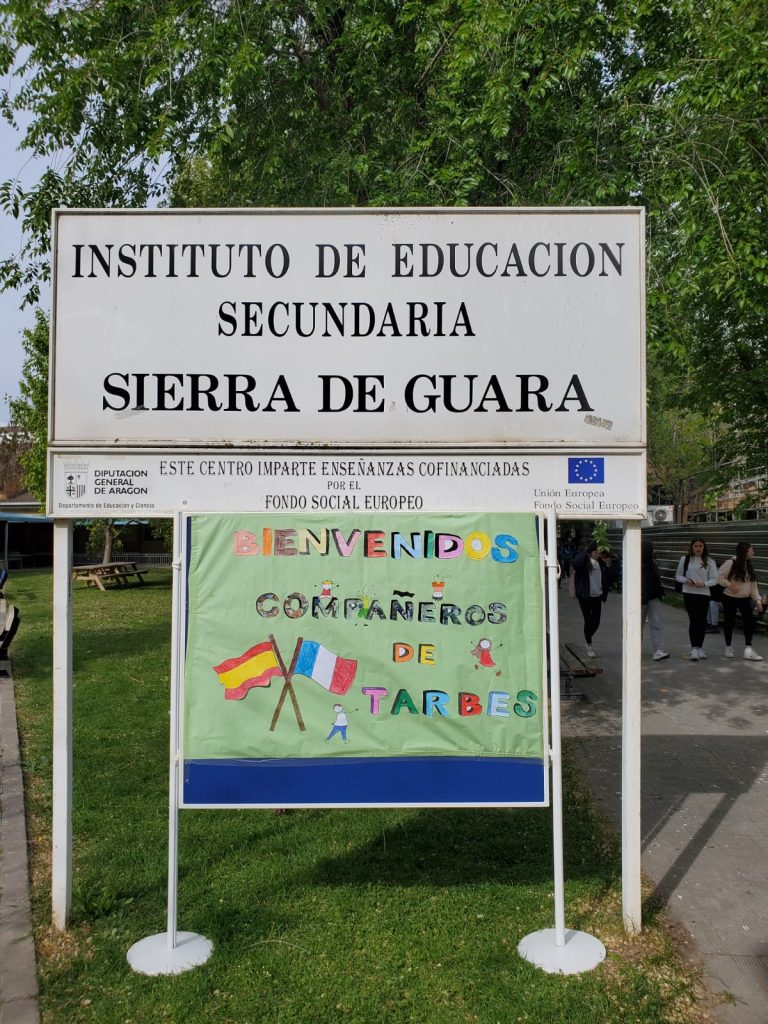 INSTITUTO DE EDUCACION
SECUNDARIA
SIERRA DE GUARA
DIPUTACION
GENERAL
DE ARAGON
Departamento de Educación y Ciencia
ESTE CENTRO IMPARTE ENSEÑANZAS COFINANCIADAS
POR EL
FONDO SOCIAL EUROPEO
Unión Europea
Fondo Social Europeo
BIENVENIDOS
COMPAÑEROS
DE
TARBES